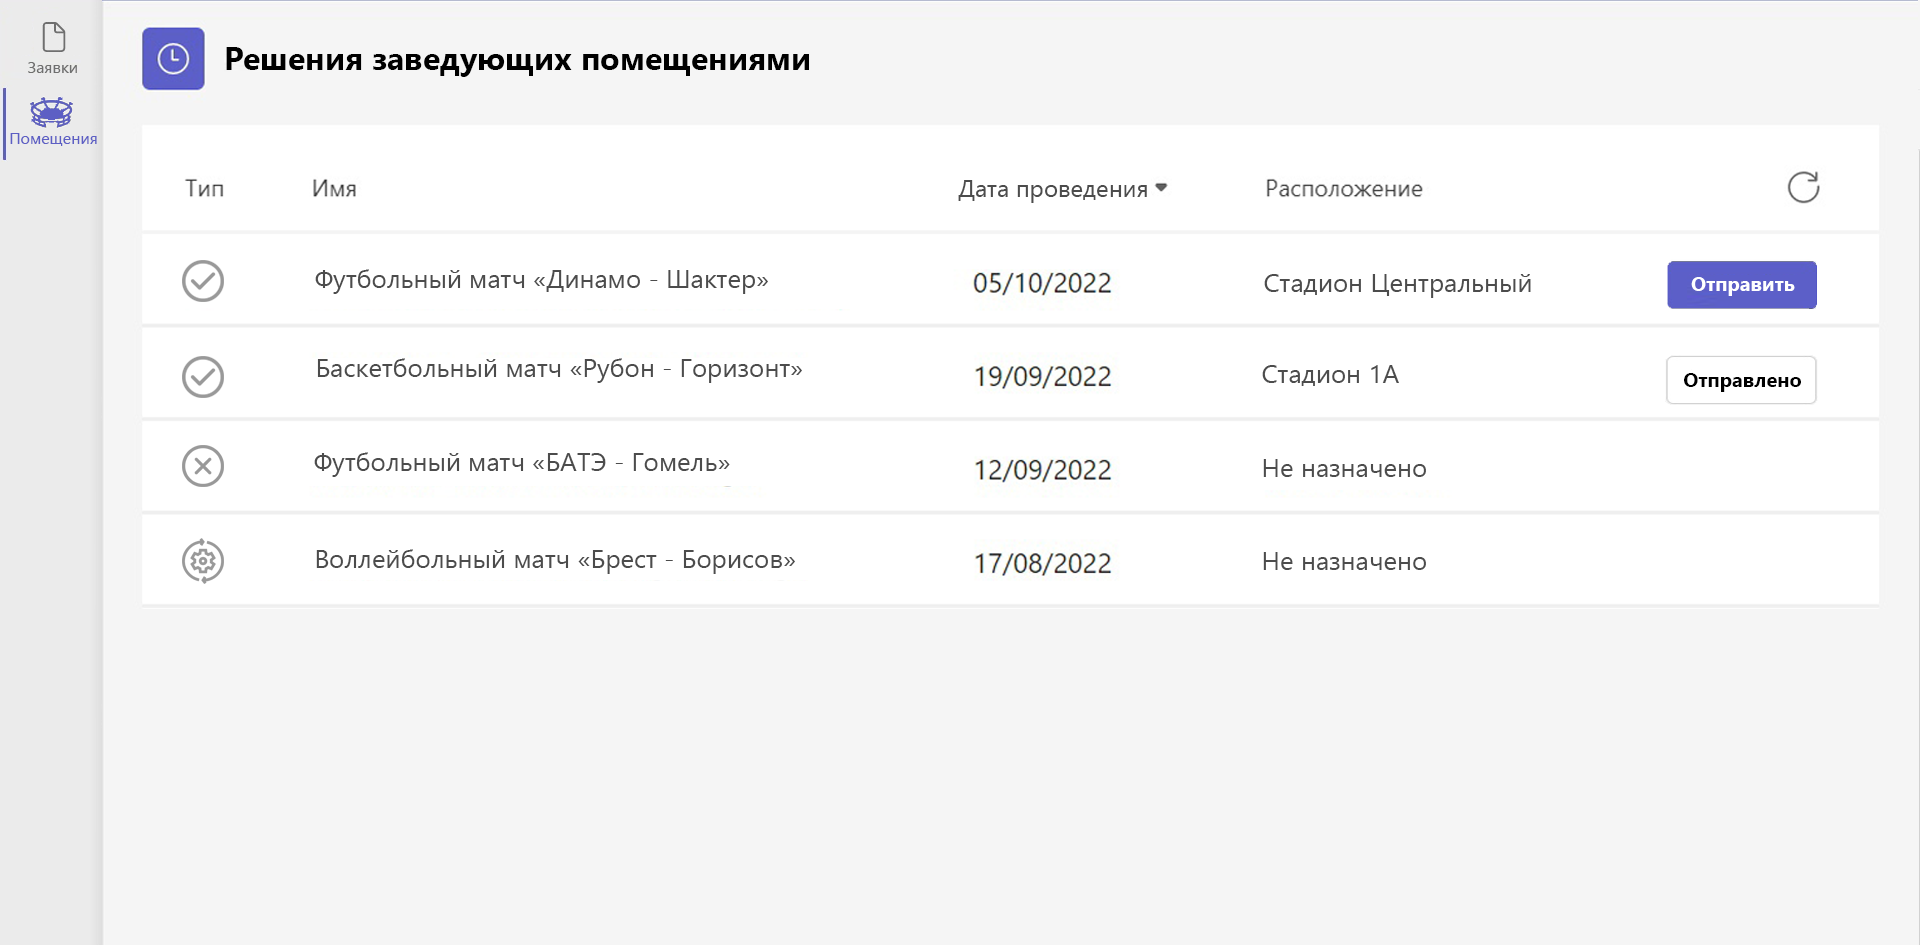 Заявки
Помещения
Решения заведующих помещениями
Тип Имя Дата проведения Расположение
Футбольный матч «Динамо - Шактер» 05/10/2022 Стадион Центральный Отправить
Баскетбольный матч «Рубон - Горизонт» 19/09/2022 Стадион 1А Отправлено
Футбольный матч «БАТЭ - Гомель» 12/09/2022 Не назначено
Воллейбольный матч «Брест - Борисов» 17/08/2022 Не назначено